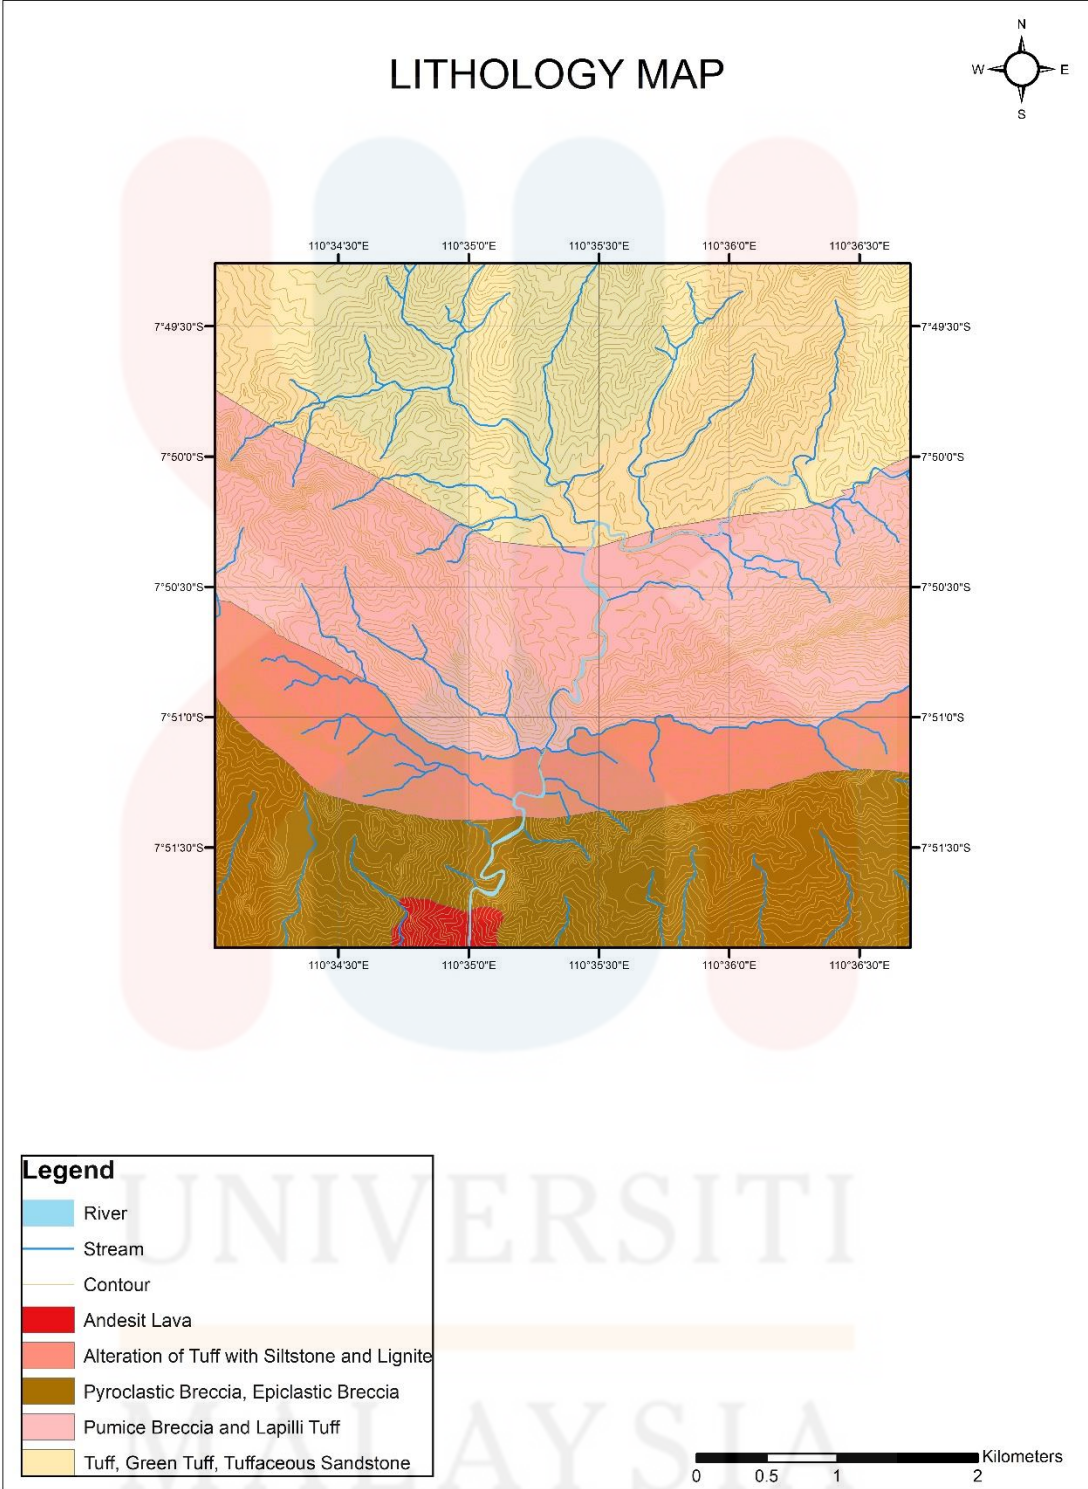 N
LITHOLOGY MAP
W E
S
110°34'30"E 110°35'0"E 110°35'30"E 110°36'0"E 110°36'30"E
7°49'30"S 7°49'30"S
7°50'0"S 7°50'0"S
7°50'30"S 7°50'30"S
7°51'0"S 7°51'0"S
7°51'30"S 7°51'30"S
110°34'30"E 110°35'0"E 110°35'30"E 110°36'0"E 110°36'30"E
Legend
River
Stream
Contour
Andesit Lava
Alteration of Tuff with Siltstone and Lignite
Pyroclastic Breccia, Epiclastic Breccia
Pumice Breccia and Lapilli Tuff
Tuff, Green Tuff, Tuffaceous Sandstone
UNIVERSITI
MALAYSIA
Kilometers
0 0.5 1 2